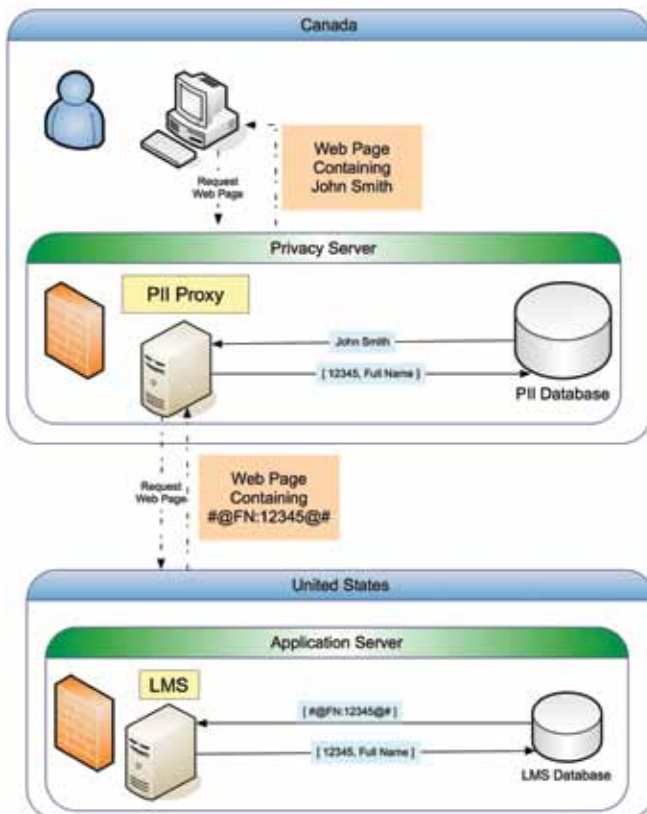 Canada
Request
Web Page
Web Page
Containing
John Smith
Privacy Server
PII Proxy
John Smith
[ 12345, Full Name ]
PII Database
Request
Web Page
Web Page
Containing
#@FN:12345@#
United States
Application Server
LMS
[ #@FN:12345@# ]
[ 12345, Full Name ]
LMS Database